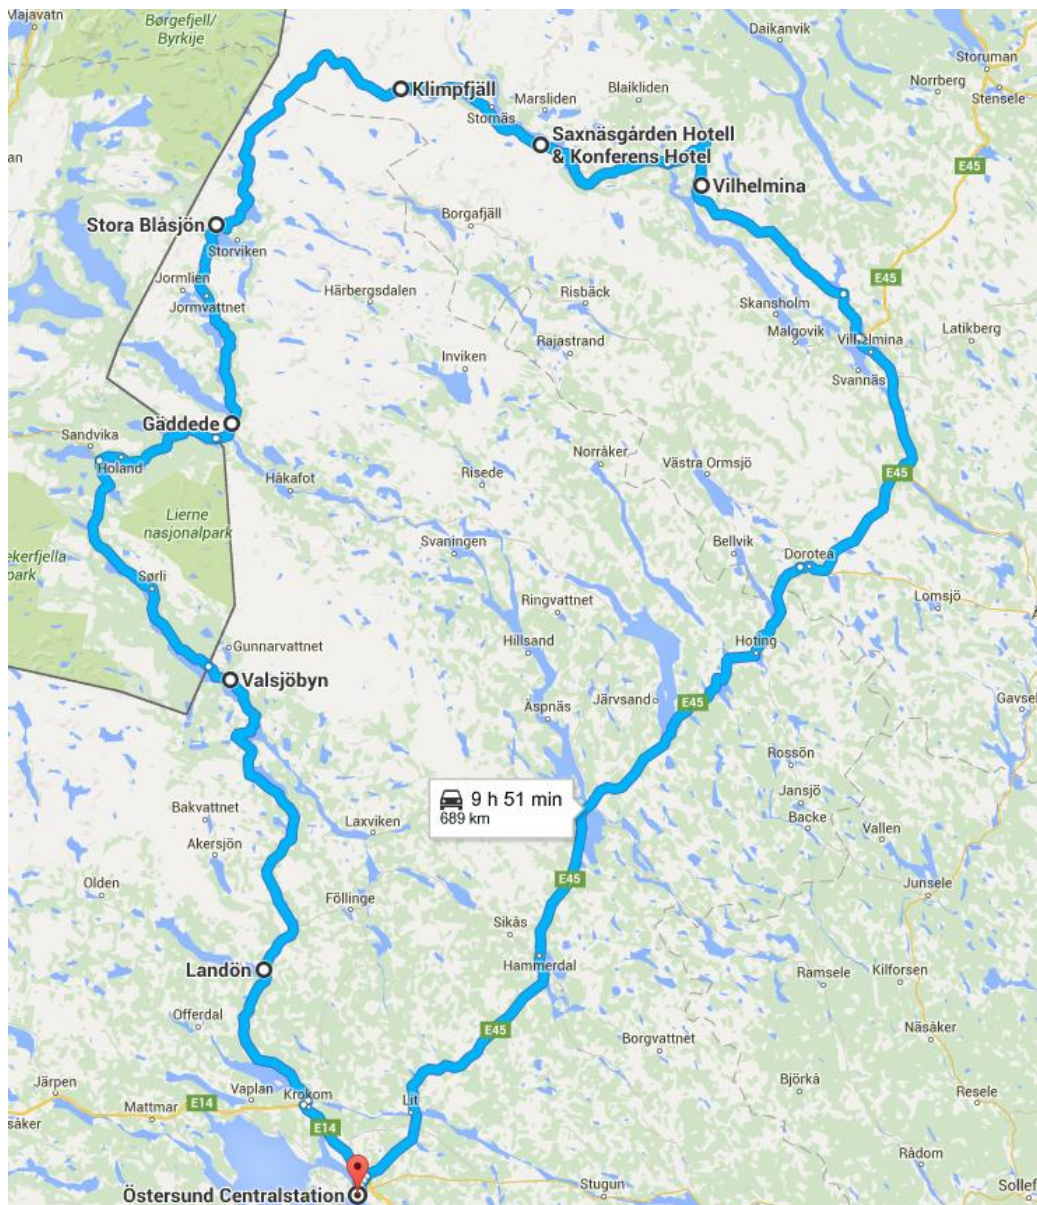 Majavatn
Børgefjell/
Byrkije
Daikanvik
Storuman
Norrberg
Stensele
Klimpfjäll
Marsliden
Blaikliden
Stornäs
Saxnäsgården Hotell
& Konferens Hotel
E45
Vilhelmina
Borgafjäll
Stora Blåsjön
Storviken
Jormlien
Jormvattnet
Härbergsdalen
Risbäck
E45
Skansholm
Malgovik
Vilhelmina
Latikberg
Rajastrand
Inviken
Svannäs
Gäddede
Sandvika
Holand
Håkafot
Risede
Norråker
Västra Ormsjö
E45
Lierne
nasjonalpark
Svaningen
Bellvik
Dorotea
ekerfjella
park
Sørli
Ringvattnet
Lomsjö
Gunnarvattnet
Hillsand
Hoting
Valsjöbyn
Järvsand
E45
Gavsel
Äspnäs
Rossön
9 h 51 min
689 km
Jansjö
Backe
Bakvattnet
Laxviken
Vallen
Akersjön
E45
Olden
Föllinge
Junsele
Sikås
Landön
Hammerdal
Ramsele
Kilforsen
Offerdal
E45
Borgvattnet
Näsåker
Järpen
Vaplan
Krokom
Björkå
Resele
E14
Mattmar
Lit
såker
E14
Rådom
Östersund Centralstation
Stugun
Sollef